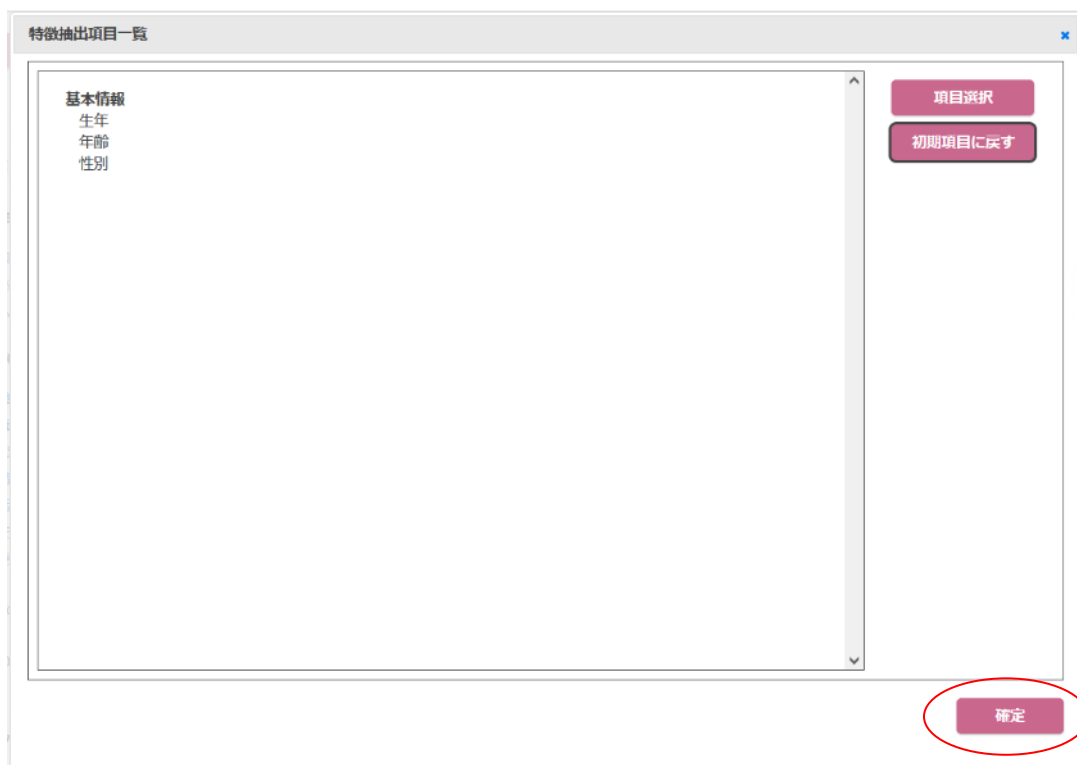 特徴抽出項目一覧
基本情報
生年
年齢
性別
項目選択
初期項目に戻す
確定